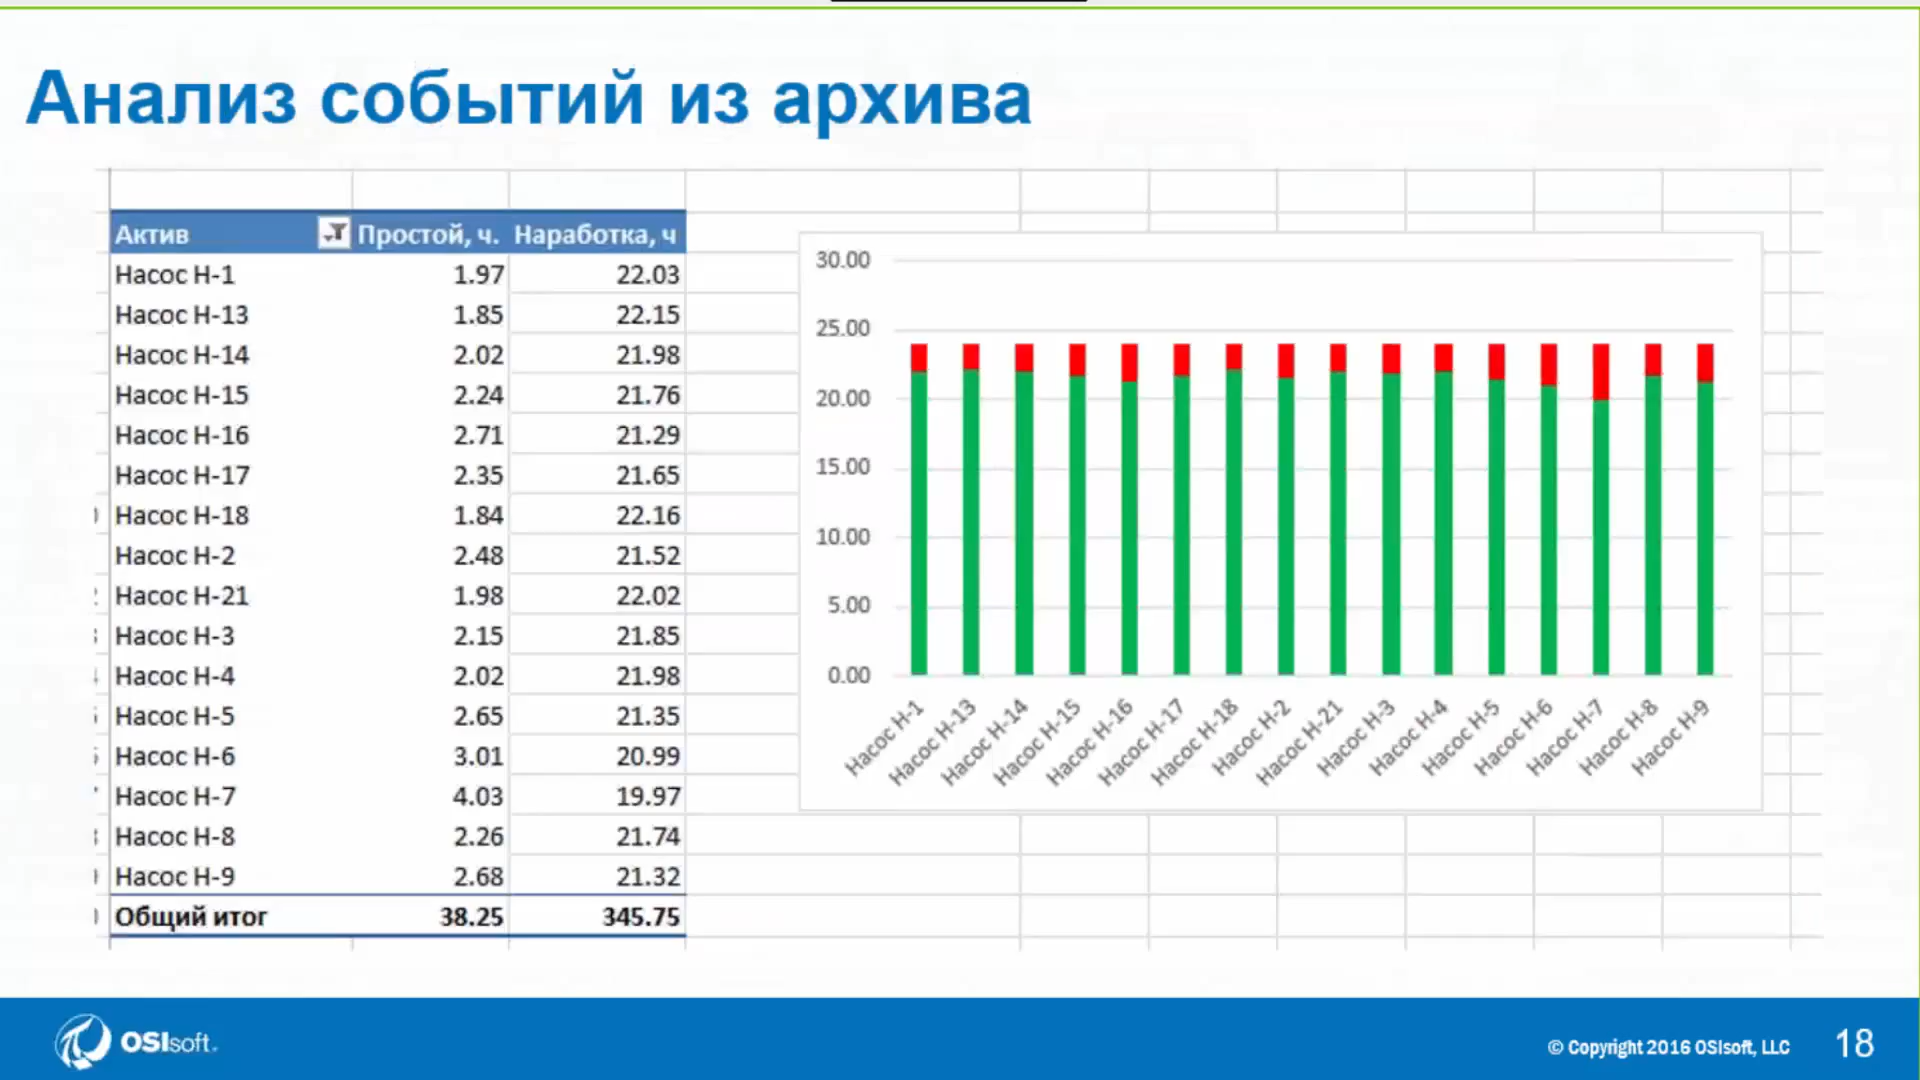 Анализ событий из архива
Актив Простой, ч. Наработка, ч
Насос Н-1 1.97 22.03
Насос Н-13 1.85 22.15
Насос Н-14 2.02 21.98
Насос Н-15 2.24 21.76
Насос Н-16 2.71 21.29
Насос Н-17 2.35 21.65
Насос Н-18 1.84 22.16
Насос Н-2 2.48 21.52
Насос Н-21 1.98 22.02
Насос Н-3 2.15 21.85
Насос Н-4 2.02 21.98
Насос Н-5 2.65 21.35
Насос Н-6 3.01 20.99
Насос Н-7 4.03 19.97
Насос Н-8 2.26 21.74
Насос Н-9 2.68 21.32
Общий итог 38.25 345.75
30.00
25.00
20.00
15.00
10.00
5.00
0.00
Насос Н-1
Насос Н-13
Насос Н-14
Насос Н-15
Насос Н-16
Насос Н-17
Насос Н-18
Насос Н-2
Насос Н-21
Насос Н-3
Насос Н-4
Насос Н-5
Насос Н-6
Насос Н-7
Насос Н-8
Насос Н-9
OSIsoft.
© Copyright 2016 OSIsoft, LLC
18